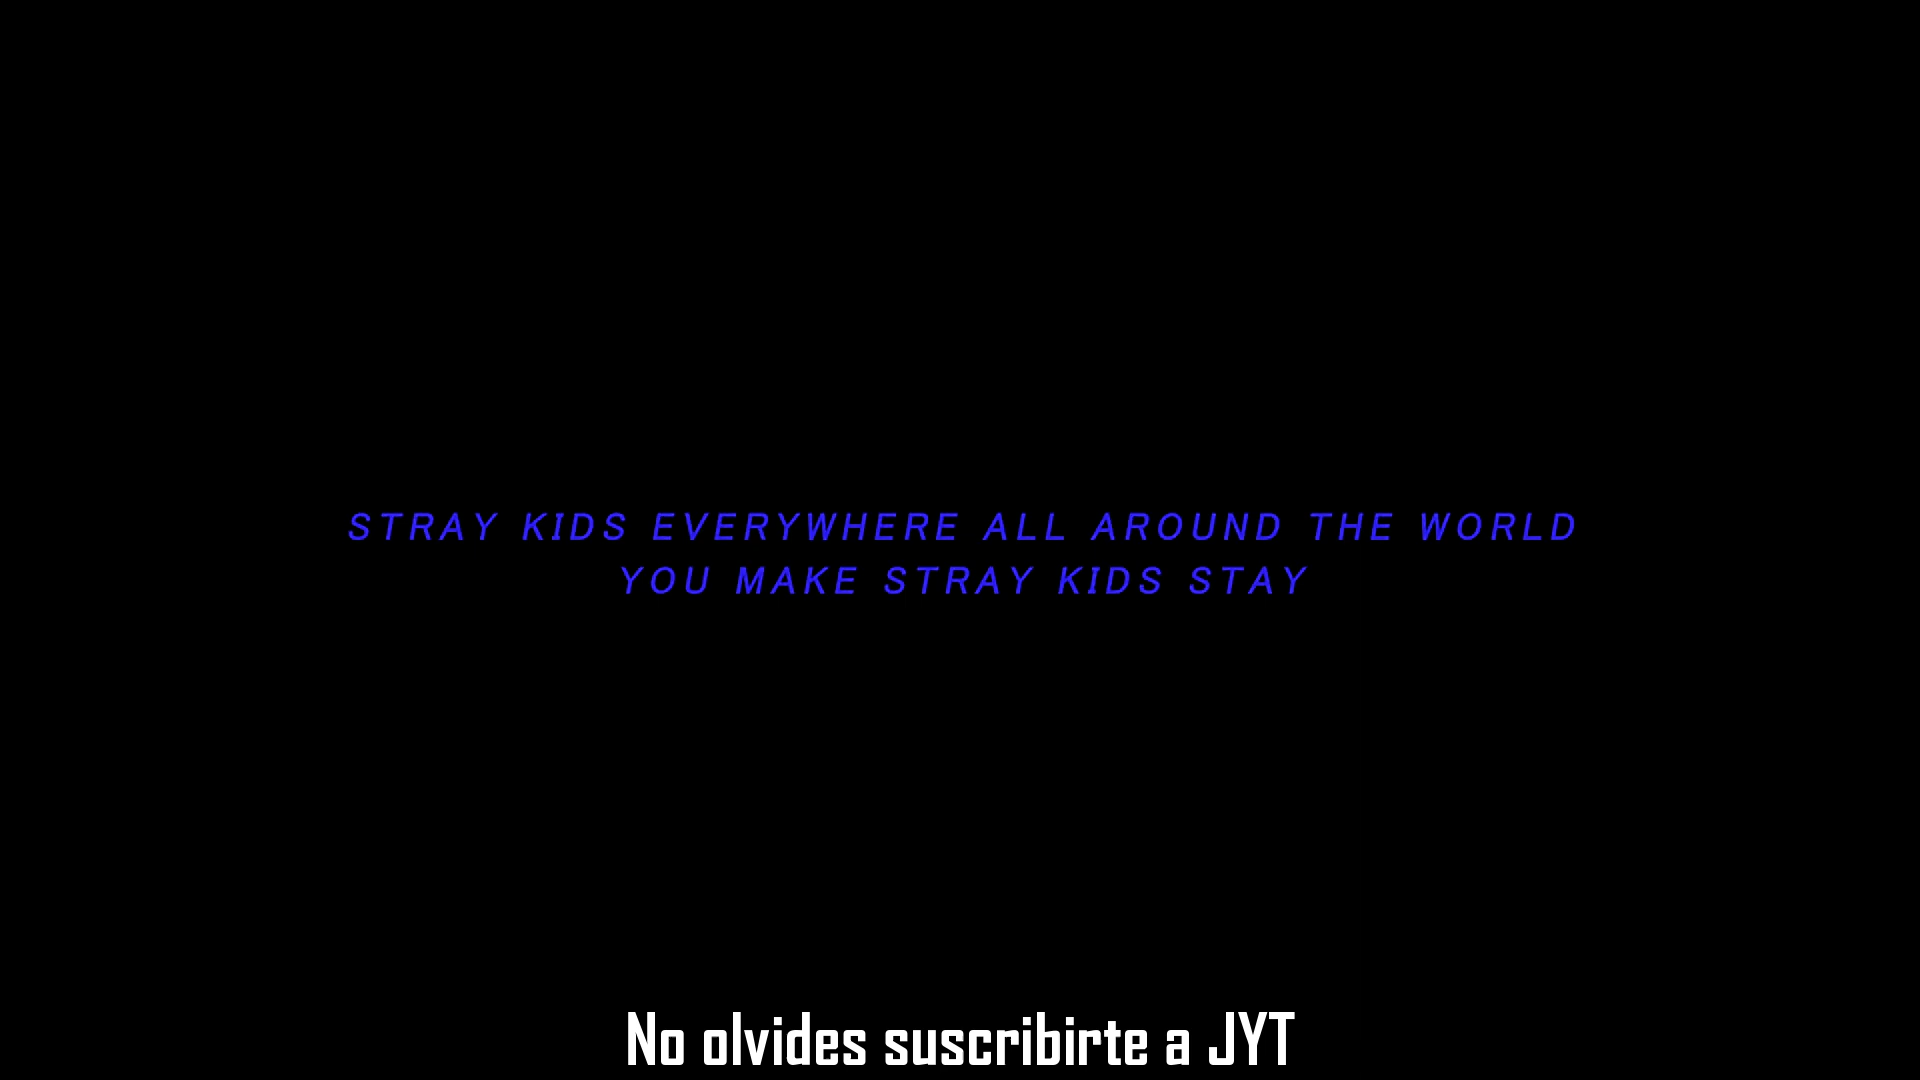 STRAY KIDS EVERYWHERE ALL AROUND THE WORLD
YOU MAKE STRAY KIDS STAY
No olvides suscribirte a JYT